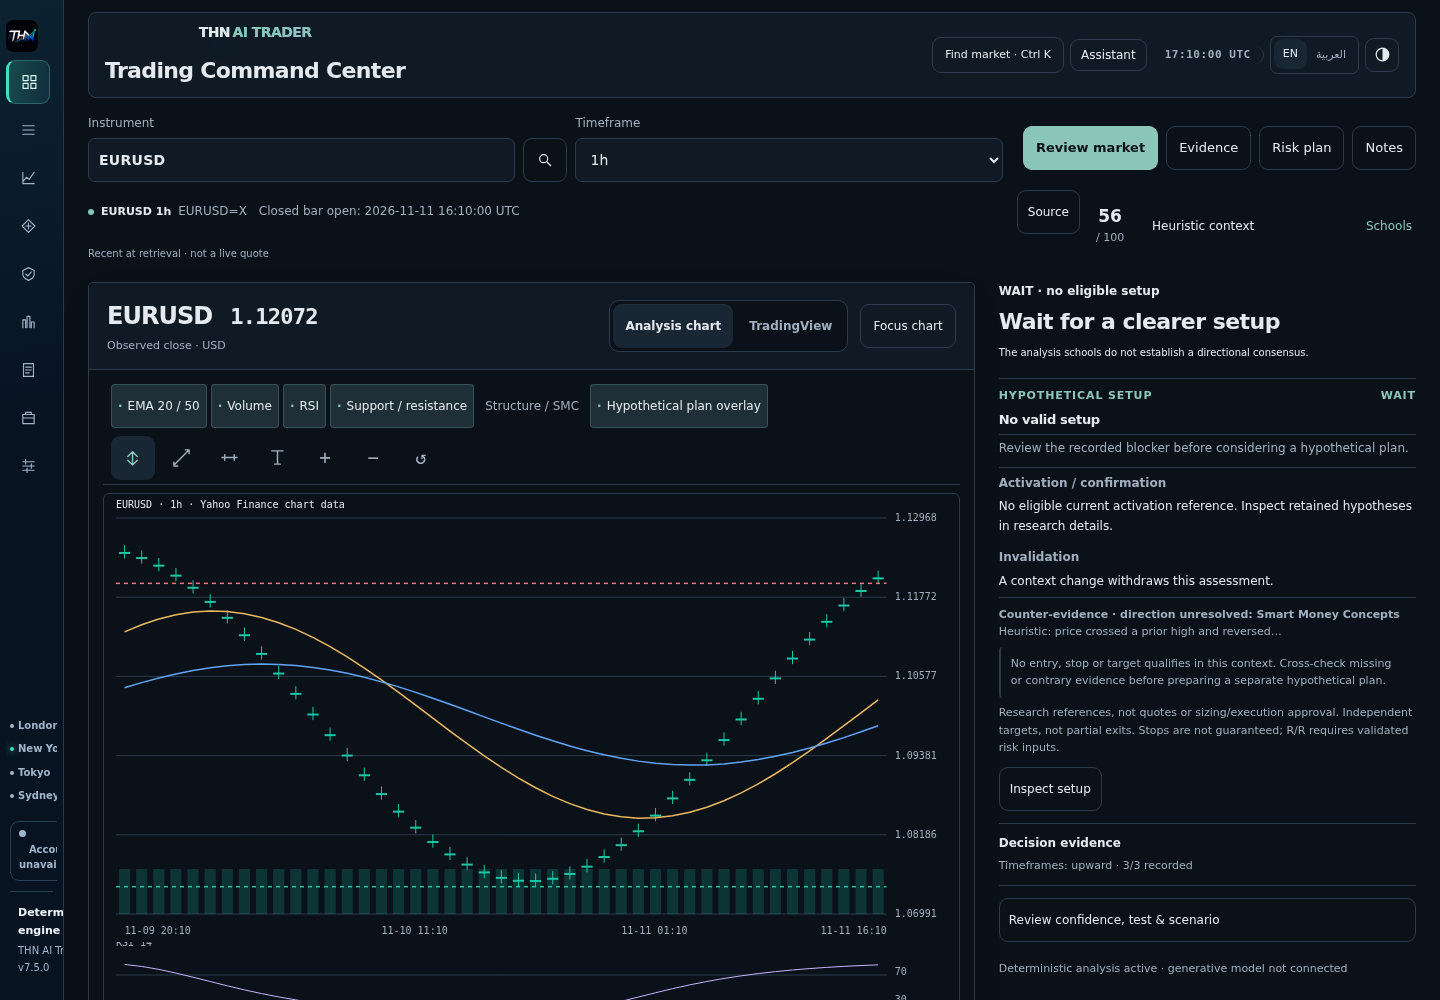 THN
THN AI TRADER
Trading Command Center
Find market · Ctrl K
Assistant
17:10:00 UTC
EN
العربية
Instrument
EURUSD
Timeframe
1h
Review market
Evidence
Risk plan
Notes
EURUSD 1h EURUSD=X Closed bar open: 2026-11-11 16:10:00 UTC
Recent at retrieval · not a live quote
Source
56
/ 100
Heuristic context
Schools
EURUSD 1.12072
Observed close · USD
Analysis chart
TradingView
Focus chart
· EMA 20 / 50
· Volume
· RSI
· Support / resistance
Structure / SMC
· Hypothetical plan overlay
+
−
↺
EURUSD · 1h · Yahoo Finance chart data
1.12968
1.11772
1.10577
1.09381
1.08186
1.06991
11-09 20:10
11-10 11:10
11-11 01:10
11-11 16:10
RSI 14
70
30
WAIT · no eligible setup
Wait for a clearer setup
The analysis schools do not establish a directional consensus.
HYPOTHETICAL SETUP
WAIT
No valid setup
Review the recorded blocker before considering a hypothetical plan.
Activation / confirmation
No eligible current activation reference. Inspect retained hypotheses
in research details.
Invalidation
A context change withdraws this assessment.
Counter-evidence · direction unresolved: Smart Money Concepts
Heuristic: price crossed a prior high and reversed…
No entry, stop or target qualifies in this context. Cross-check missing
or contrary evidence before preparing a separate hypothetical plan.
Research references, not quotes or sizing/execution approval. Independent
targets, not partial exits. Stops are not guaranteed; R/R requires validated
risk inputs.
Inspect setup
Decision evidence
Timeframes: upward · 3/3 recorded
Review confidence, test & scenario
Deterministic analysis active · generative model not connected
London
New Yo
Tokyo
Sydney
Accou
unavai
Determ
engine
THN AI Tr
v7.5.0